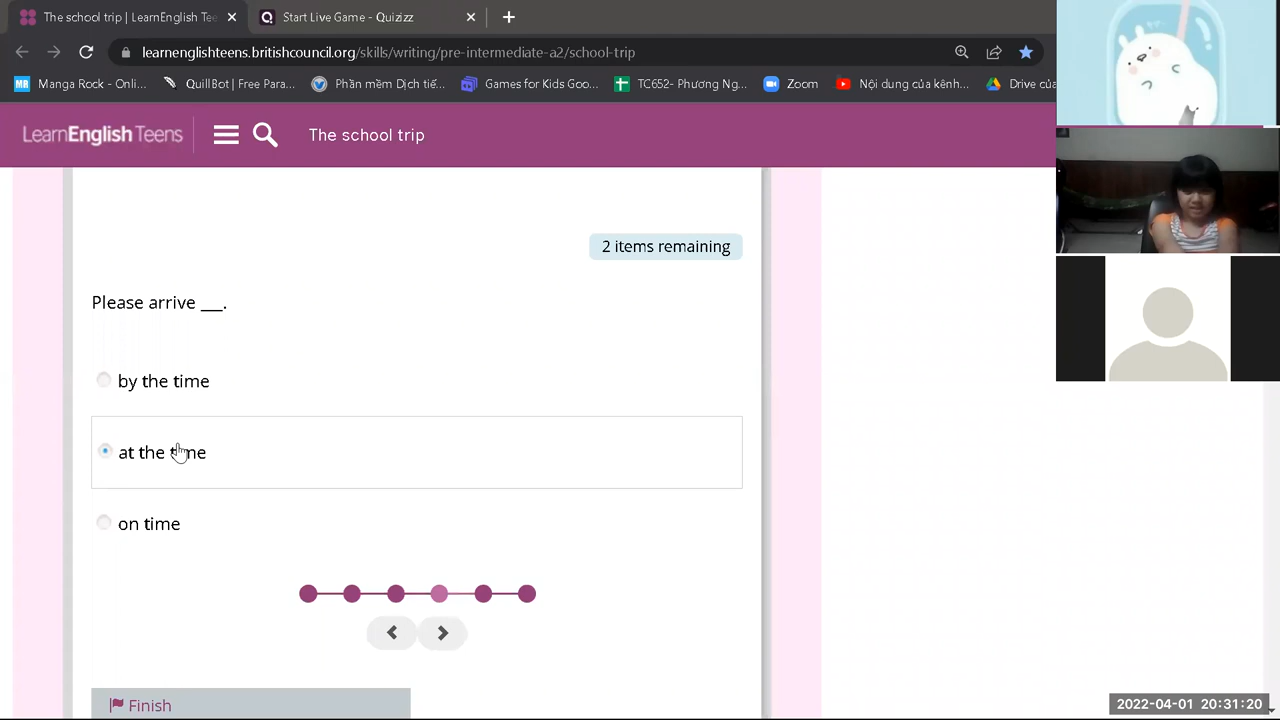 The school trip | LearnEnglish Tee
Start Live Game - Quizizz
learnenglishteens.britishcouncil.org/skills/writing/pre-intermediate-a2/school-trip
MR Manga Rock - Onli...
QuillBot | Free Para...
Phần mềm Dịch
Games for Kids Geo...
TC652- Phương Ng...
Zoom
Nội dung của kênh...
Drive của
LearnEnglish Teens
The school trip
2 items remaining
Please arrive ___.
by the time
at the time
on time
Finish
2022-04-01 20:31:20